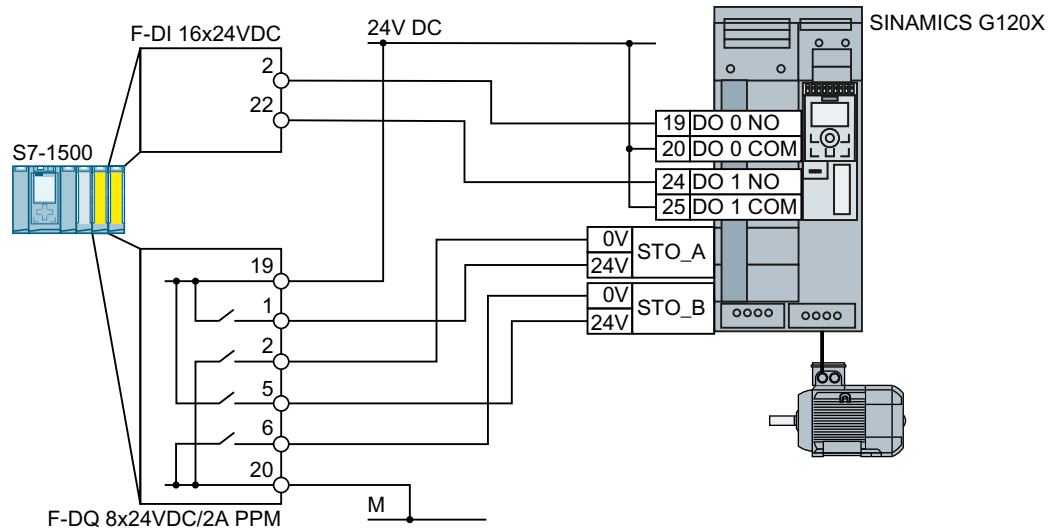 F-DI 16x24VDC
24V DC
SINAMICS G120X
2
22
19 DO 0 NO
20 DO 0 COM
24 DO 1 NO
25 DO 1 COM
S7-1500
0V
STO_A
24V
0V
STO_B
24V
19
1
2
5
6
20
M
F-DQ 8x24VDC/2A PPM